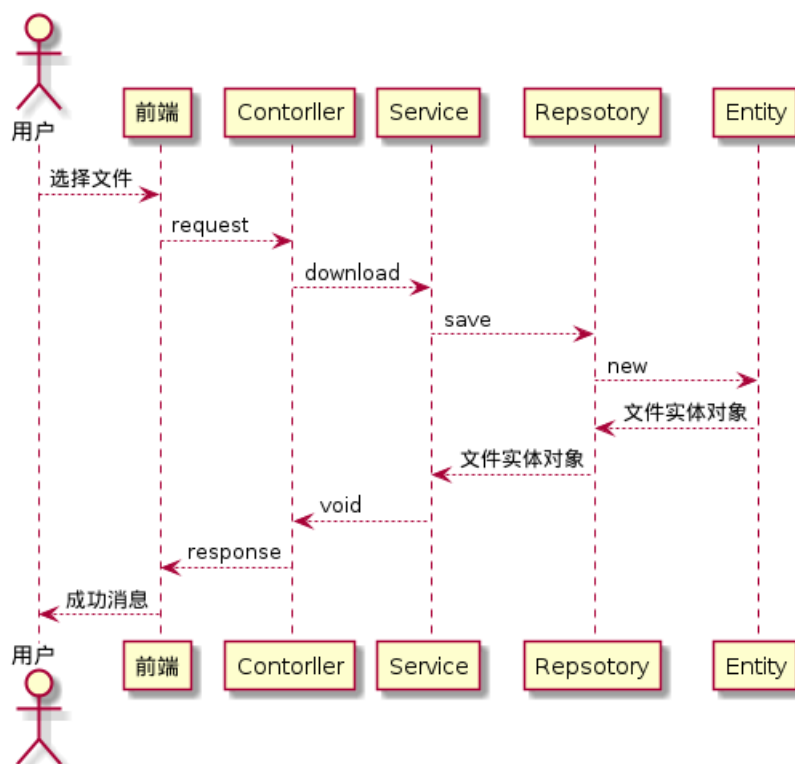 用户
前端
Contorller
Service
Repsotory
Entity
选择文件
request
download
save
new
文件实体对象
文件实体对象
void
response
成功消息
用户
前端
Contorller
Service
Repsotory
Entity